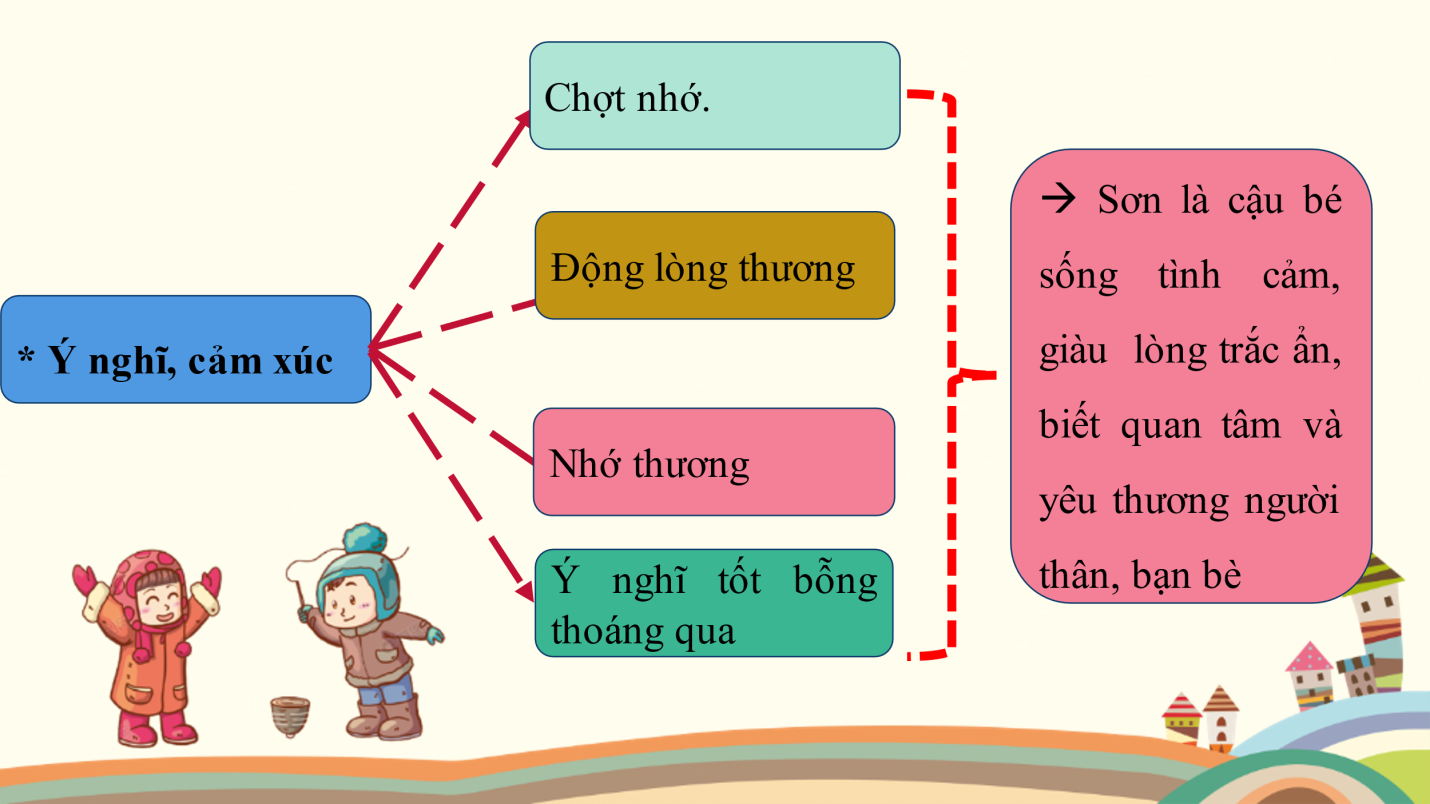 * Ý nghĩ, cảm xúc
Chợt nhớ.
Động lòng thương
Nhớ thương
Ý nghĩ tốt bỗng
thoáng qua
→ Sơn là cậu bé
sống tình cảm,
giàu lòng trắc ẩn,
biết quan tâm và
yêu thương người
thân, bạn bè